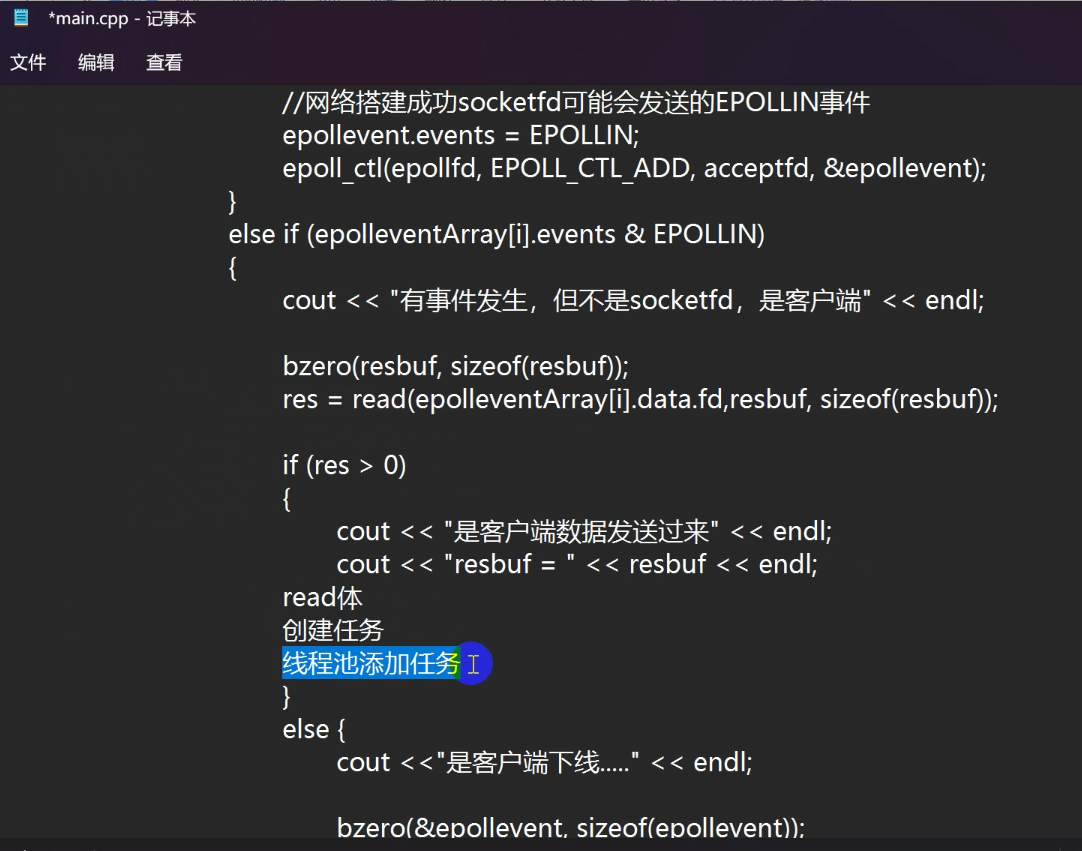 *main.cpp - 记事本
文件 编辑 查看
//网络搭建成功socketfd可能会发送的EPOLLIN事件
epollevent.events = EPOLLIN;
epoll_ctl(epollfd, EPOLL_CTL_ADD, acceptfd, &epollevent);
}
else if (epolleventArray[i].events & EPOLLIN)
{
cout << "有事件发生，但不是socketfd，是客户端" << endl;
bzero(resbuf, sizeof(resbuf));
res = read(epolleventArray[i].data.fd,resbuf, sizeof(resbuf));
if (res > 0)
{
cout << "是客户端数据发送过来" << endl;
cout << "resbuf = " << resbuf << endl;
read体
创建任务
线程池添加任务
}
else {
cout <<"是客户端下线....." << endl;
bzero(&epollevent, sizeof(epollevent));